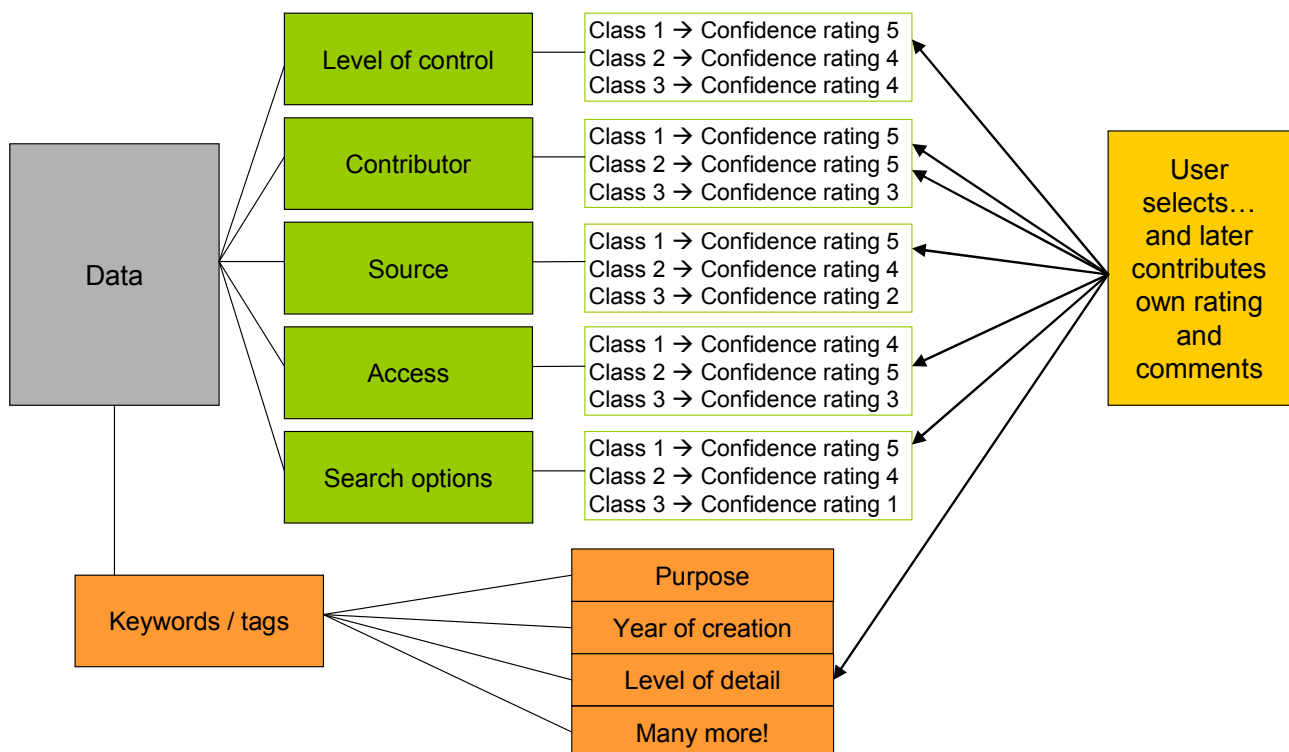 Data
Level of control
Class 1 → Confidence rating 5
Class 2 → Confidence rating 4
Class 3 → Confidence rating 4
Contributor
Class 1 → Confidence rating 5
Class 2 → Confidence rating 5
Class 3 → Confidence rating 3
Source
Class 1 → Confidence rating 5
Class 2 → Confidence rating 4
Class 3 → Confidence rating 2
Access
Class 1 → Confidence rating 4
Class 2 → Confidence rating 5
Class 3 → Confidence rating 3
Search options
Class 1 → Confidence rating 5
Class 2 → Confidence rating 4
Class 3 → Confidence rating 1
User
selects…
and later
contributes
own rating
and
comments
Keywords / tags
Purpose
Year of creation
Level of detail
Many more!